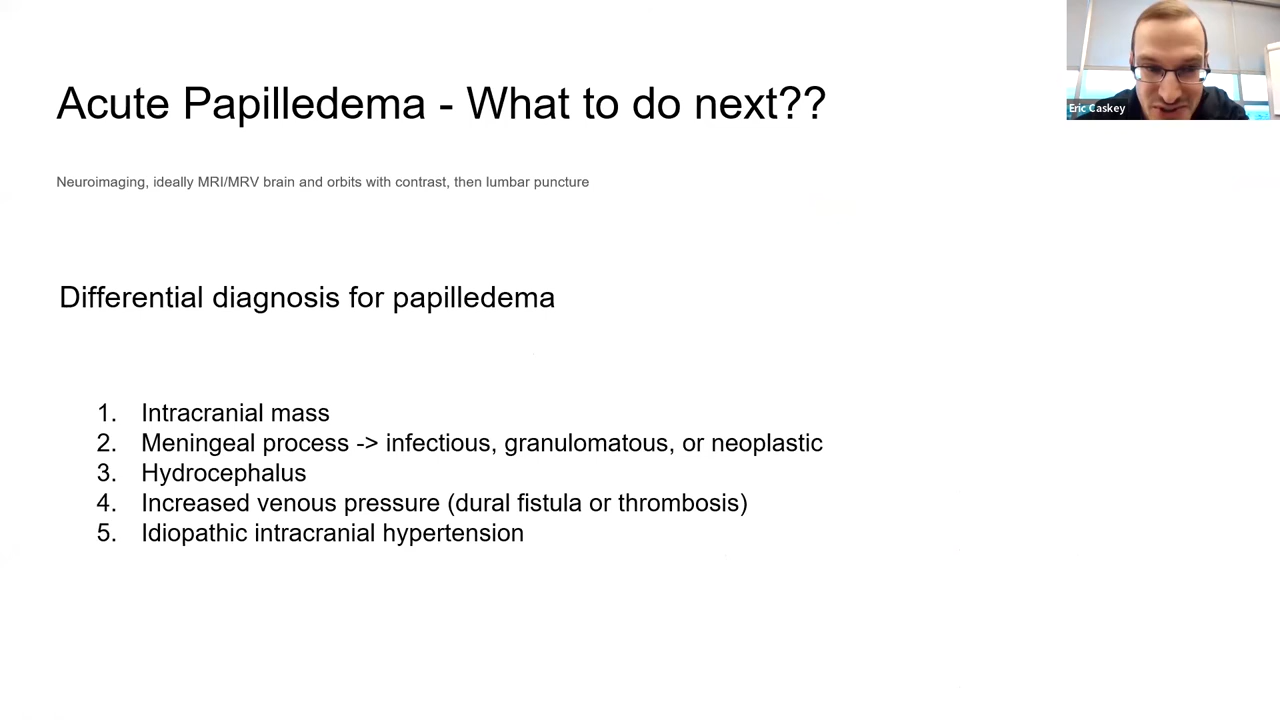 Acute Papilledema - What to do next??
Eric Caskey
Neuroimaging, ideally MRI/MRV brain and orbits with contrast, then lumbar puncture
Differential diagnosis for papilledema
1. Intracranial mass
2. Meningeal process -> infectious, granulomatous, or neoplastic
3. Hydrocephalus
4. Increased venous pressure (dural fistula or thrombosis)
5. Idiopathic intracranial hypertension